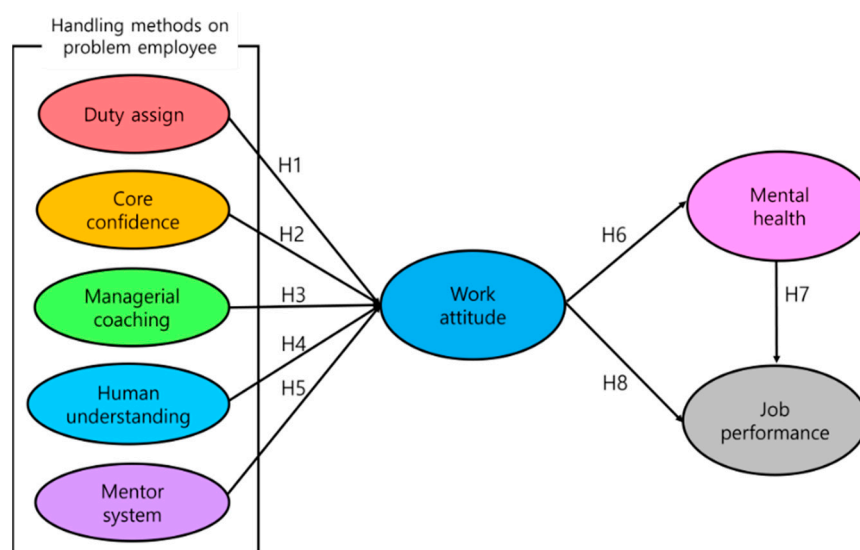 Handling methods on
problem employee
Duty assign
Core
confidence
Managerial
coaching
Human
understanding
Mentor
system
H1
H2
H3
H4
H5
Work
attitude
H6
H7
H8
Mental
health
Job
performance